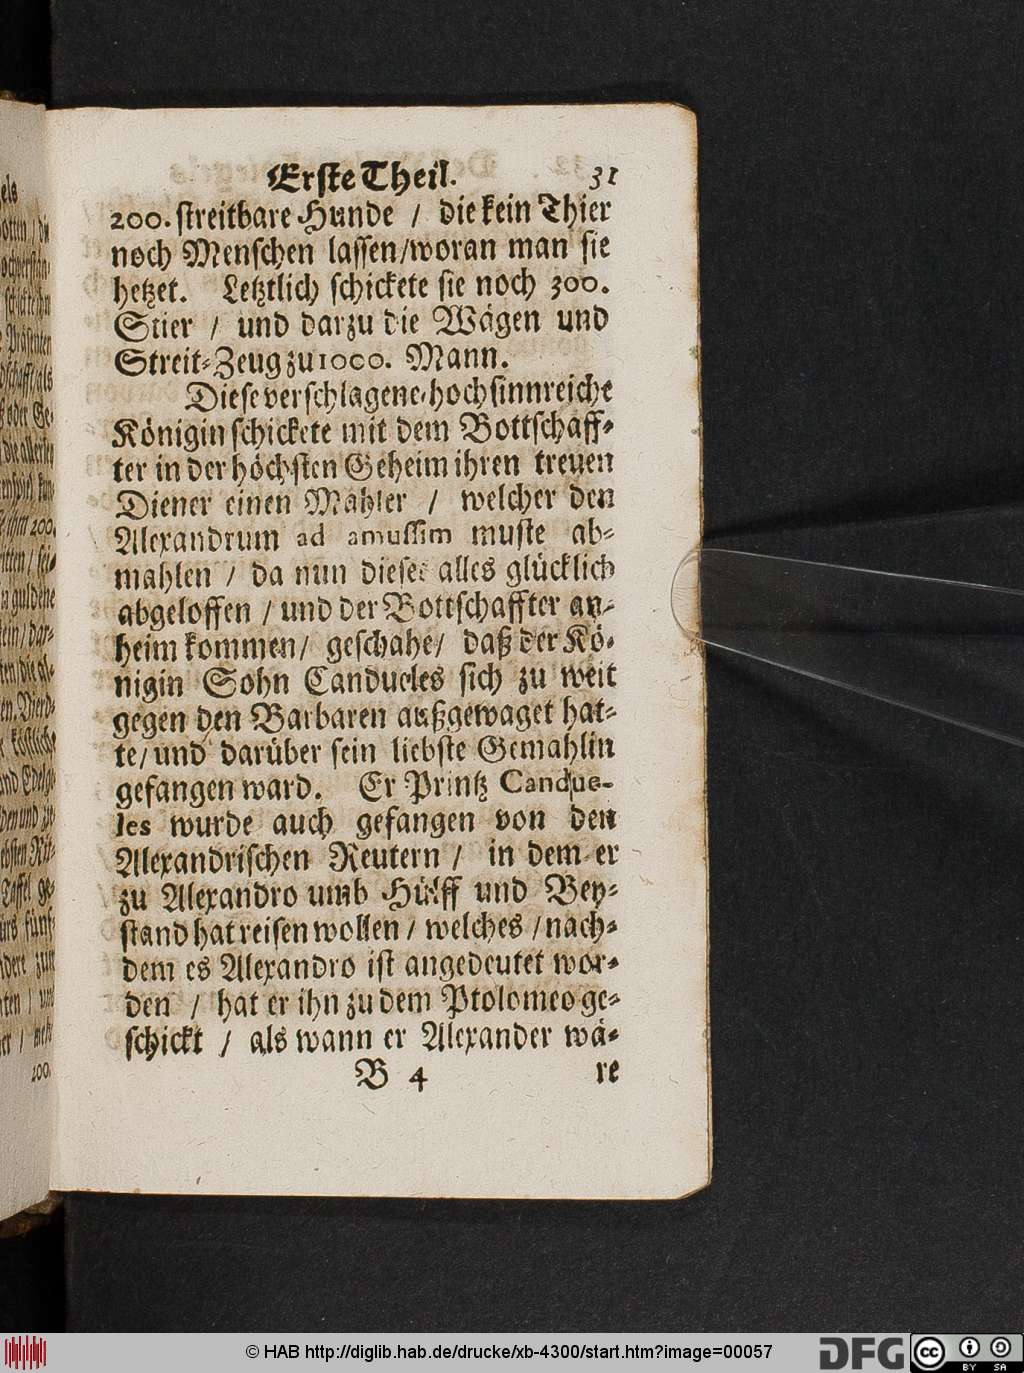 Erste Theil. 31
200. streitbare Hunde / die kein Thier
noch Menschen lassen/woran man sie
hetzet. Letztlich schickete sie noch 300.
Stier / und darzu die Wägen und
Streit-Zeug zu 1000. Mann.
Diese verschlagene-hochsinnreiche
Königin schickete mit dem Bottschaff-
ter in der höchsten Geheim ihren treuen
Diener einen Mahler / welcher den
Alexandrum ad amussim muste ab-
mahlen / da nun dieses alles glücklich
abgeloffen / und der Bottschaffter an-
heim kommen/ geschahe/ daß der Kö-
nigin Sohn Candueles sich zu weit
gegen den Barbaren außgewaget hat-
te/ und darüber sein liebste Gemahlin
gefangen ward. Er Printz Candue-
les wurde auch gefangen von den
Alexandrischen Reutern / in dem er
zu Alexandro umb Hülff und Bey-
stand hat reisen wollen / welches / nach-
dem es Alexandro ist angedeutet wor-
den / hat er ihn zu dem Ptolomeo ge-
schickt / als wann er Alexander wä-
B 4 re
© HAB http://diglib.hab.de/drucke/xb-4300/start.htm?image=00057
DFG
cc BY SA